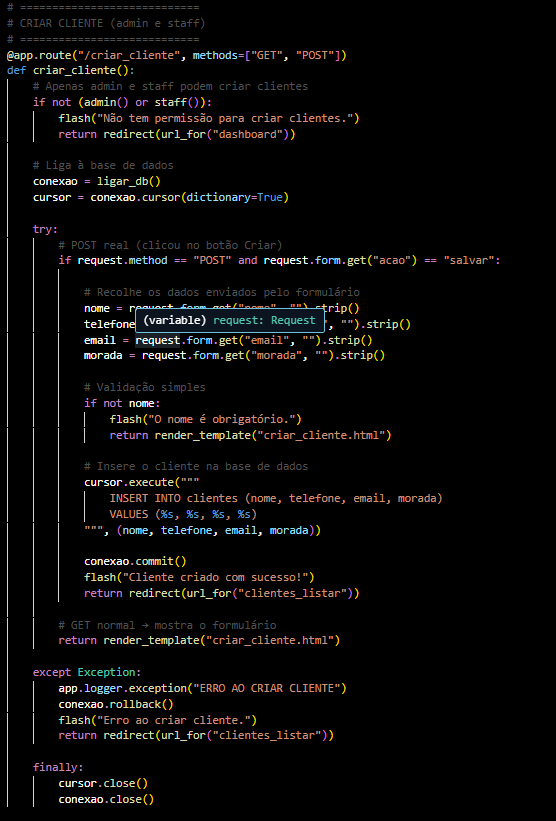 # ============================
# CRIAR CLIENTE (admin e staff)
# ============================
@app.route("/criar_cliente", methods=["GET", "POST"])
def criar_cliente():
    # Apenas admin e staff podem criar clientes
    if not (admin() or staff()):
        flash("Não tem permissão para criar clientes.")
        return redirect(url_for("dashboard"))

    # Liga à base de dados
    conexao = ligar_db()
    cursor = conexao.cursor(dictionary=True)

    try:
        # POST real (clicou no botão Criar)
        if request.method == "POST" and request.form.get("acao") == "salvar":

            # Recolhe os dados enviados pelo formulário
            nome = request.form.get("nome", "").strip()
(variable) request: Request
            telefone , "").strip()
            email = request.form.get("email", "").strip()
            morada = request.form.get("morada", "").strip()

            # Validação simples
            if not nome:
                flash("O nome é obrigatório.")
                return render_template("criar_cliente.html")

            # Insere o cliente na base de dados
            cursor.execute("""
                INSERT INTO clientes (nome, telefone, email, morada)
                VALUES (%s, %s, %s, %s)
            """, (nome, telefone, email, morada))

            conexao.commit()
            flash("Cliente criado com sucesso!")
            return redirect(url_for("clientes_listar"))

        # GET normal → mostra o formulário
        return render_template("criar_cliente.html")

    except Exception:
        app.logger.exception("ERRO AO CRIAR CLIENTE")
        conexao.rollback()
        flash("Erro ao criar cliente.")
        return redirect(url_for("clientes_listar"))

    finally:
        cursor.close()
        conexao.close()